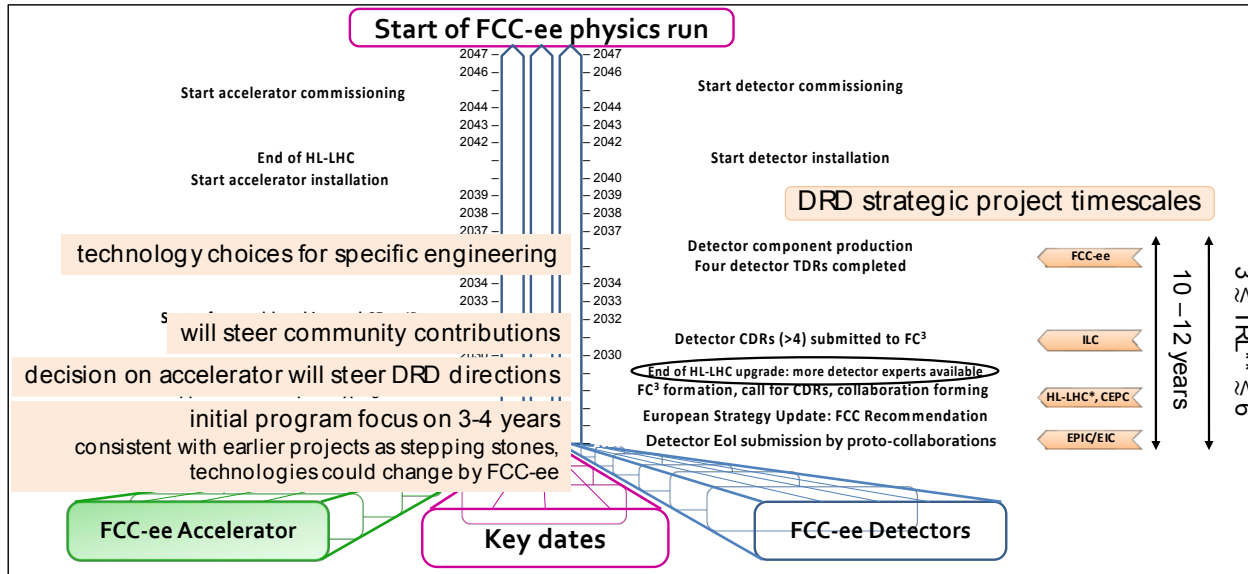 Start of FCC-ee physics run
2047
2046
2044
2043
2042
2039
2038
2037
2034
2033
2032
2030
2047
2046
2044
2043
2042
2040
2039
2038
2037
2034
2033
2032
2030
Start accelerator commissioning
End of HL-LHC
Start accelerator installation
technology choices for specific engineering
will steer community contributions
decision on accelerator will steer DRD directions
initial program focus on 3-4 years
consistent with earlier projects as stepping stones,
technologies could change by FCC-ee
Start detector commissioning
Start detector installation
DRD strategic project timescales
Detector component production
Four detector TDRs completed
Detector CDRs (>4) submitted to FC³
End of HL-LHC upgrade: more detector experts available
FC³ formation, call for CDRs, collaboration forming
European Strategy Update: FCC Recommendation
Detector EoI submission by proto-collaborations
FCC-ee
ILC
HL-LHC*, CEPC
EPIC/EIC
10 – 12 years
FCC-ee Accelerator
Key dates
FCC-ee Detectors